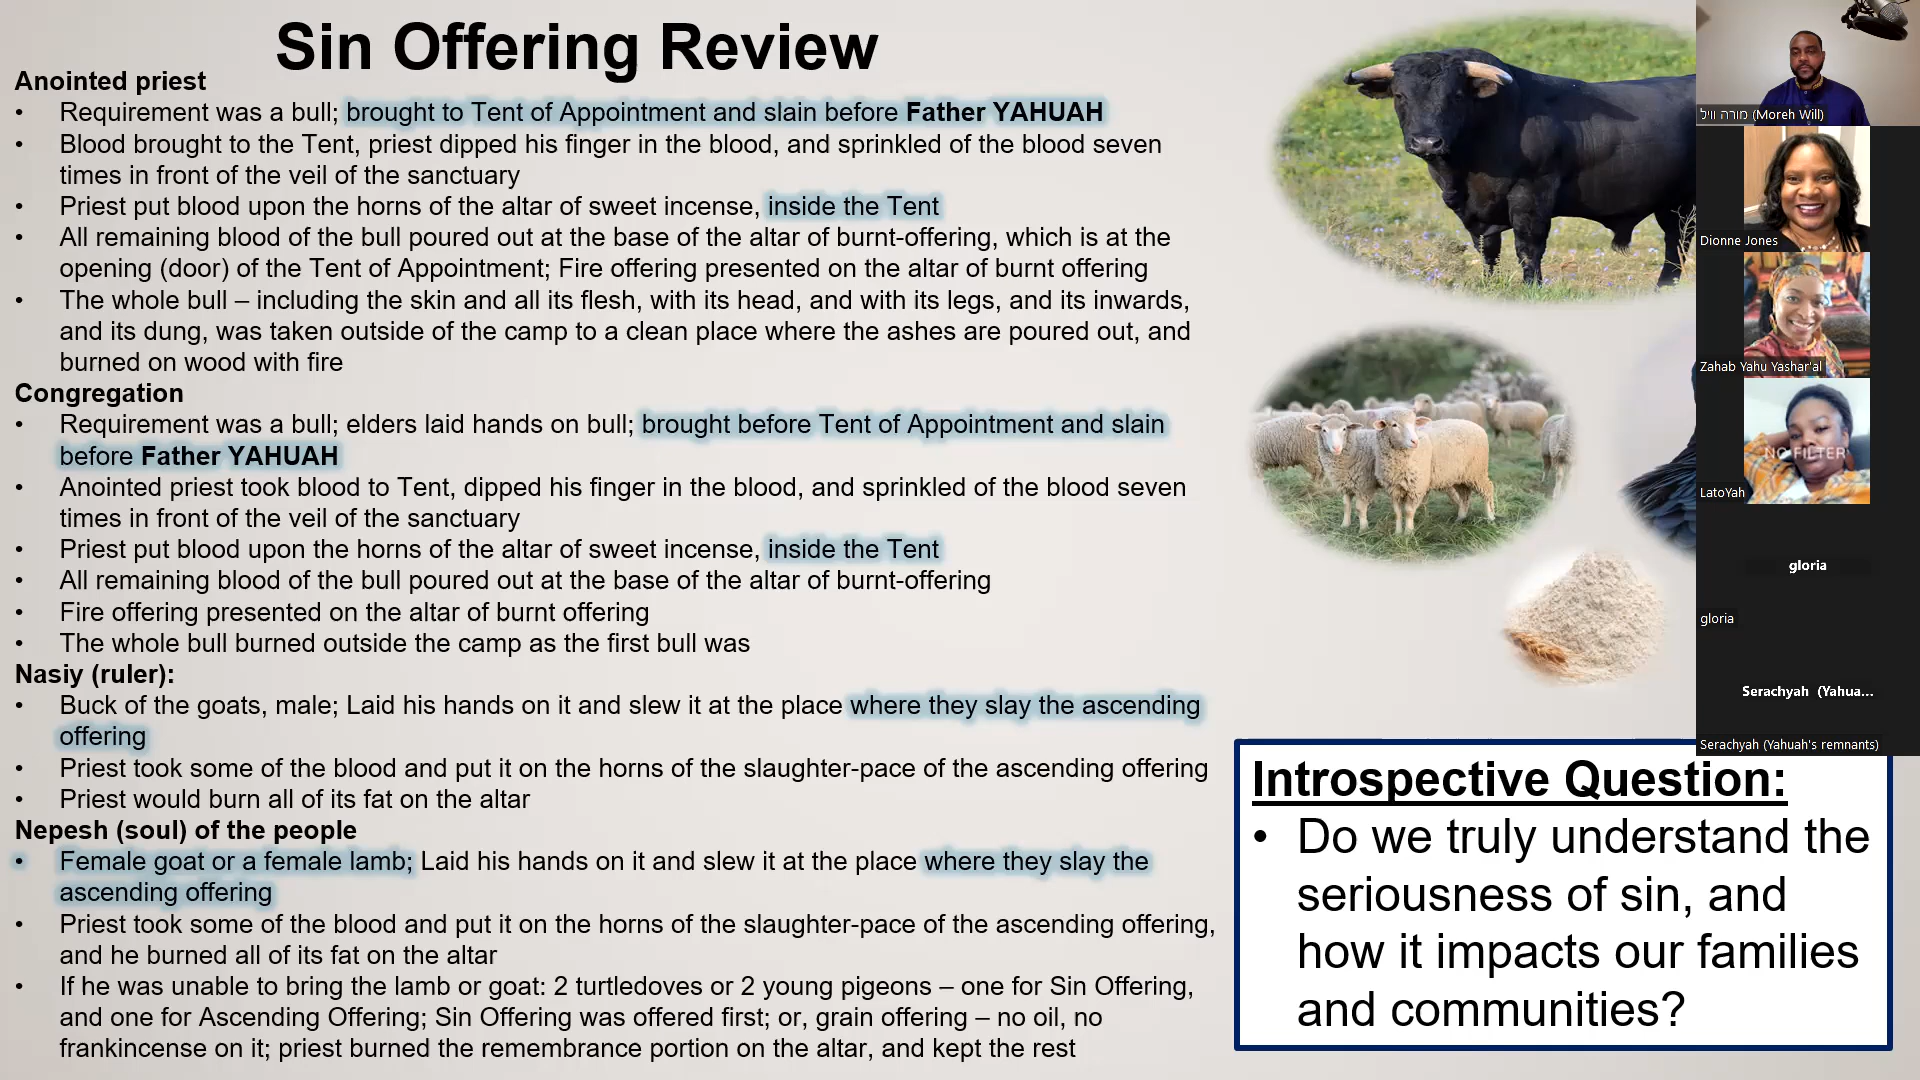 Sin Offering Review
Anointed priest
• Requirement was a bull; brought to Tent of Appointment and slain before Father YAHUAH
• Blood brought to the Tent, priest dipped his finger in the blood, and sprinkled of the blood seven
times in front of the veil of the sanctuary
• Priest put blood upon the horns of the altar of sweet incense, inside the Tent
• All remaining blood of the bull poured out at the base of the altar of burnt-offering, which is at the
opening (door) of the Tent of Appointment; Fire offering presented on the altar of burnt offering
• The whole bull – including the skin and all its flesh, with its head, and with its legs, and its inwards,
and its dung, was taken outside of the camp to a clean place where the ashes are poured out, and
burned on wood with fire
Congregation
• Requirement was a bull; elders laid hands on bull; brought before Tent of Appointment and slain
before Father YAHUAH
• Anointed priest took blood to Tent, dipped his finger in the blood, and sprinkled of the blood seven
times in front of the veil of the sanctuary
• Priest put blood upon the horns of the altar of sweet incense, inside the Tent
• All remaining blood of the bull poured out at the base of the altar of burnt-offering
• Fire offering presented on the altar of burnt offering
• The whole bull burned outside the camp as the first bull was
Nasiy (ruler):
• Buck of the goats, male; Laid his hands on it and slew it at the place where they slay the ascending
offering
• Priest took some of the blood and put it on the horns of the slaughter-pace of the ascending offering
• Priest would burn all of its fat on the altar
Nepesh (soul) of the people
• Female goat or a female lamb; Laid his hands on it and slew it at the place where they slay the
ascending offering
• Priest took some of the blood and put it on the horns of the slaughter-pace of the ascending offering,
and he burned all of its fat on the altar
• If he was unable to bring the lamb or goat: 2 turtledoves or 2 young pigeons – one for Sin Offering,
and one for Ascending Offering; Sin Offering was offered first; or, grain offering – no oil, no
frankincense on it; priest burned the remembrance portion on the altar, and kept the rest
Introspective Question:
• Do we truly understand the
seriousness of sin, and
how it impacts our families
and communities?
מורה וויל (Moreh Will)
Dionne Jones
Zahab Yahu Yashar'al
NO FILTER
LatoYah
gloria
gloria
Serachyah (Yahua...
Serachyah (Yahuah's remnants)